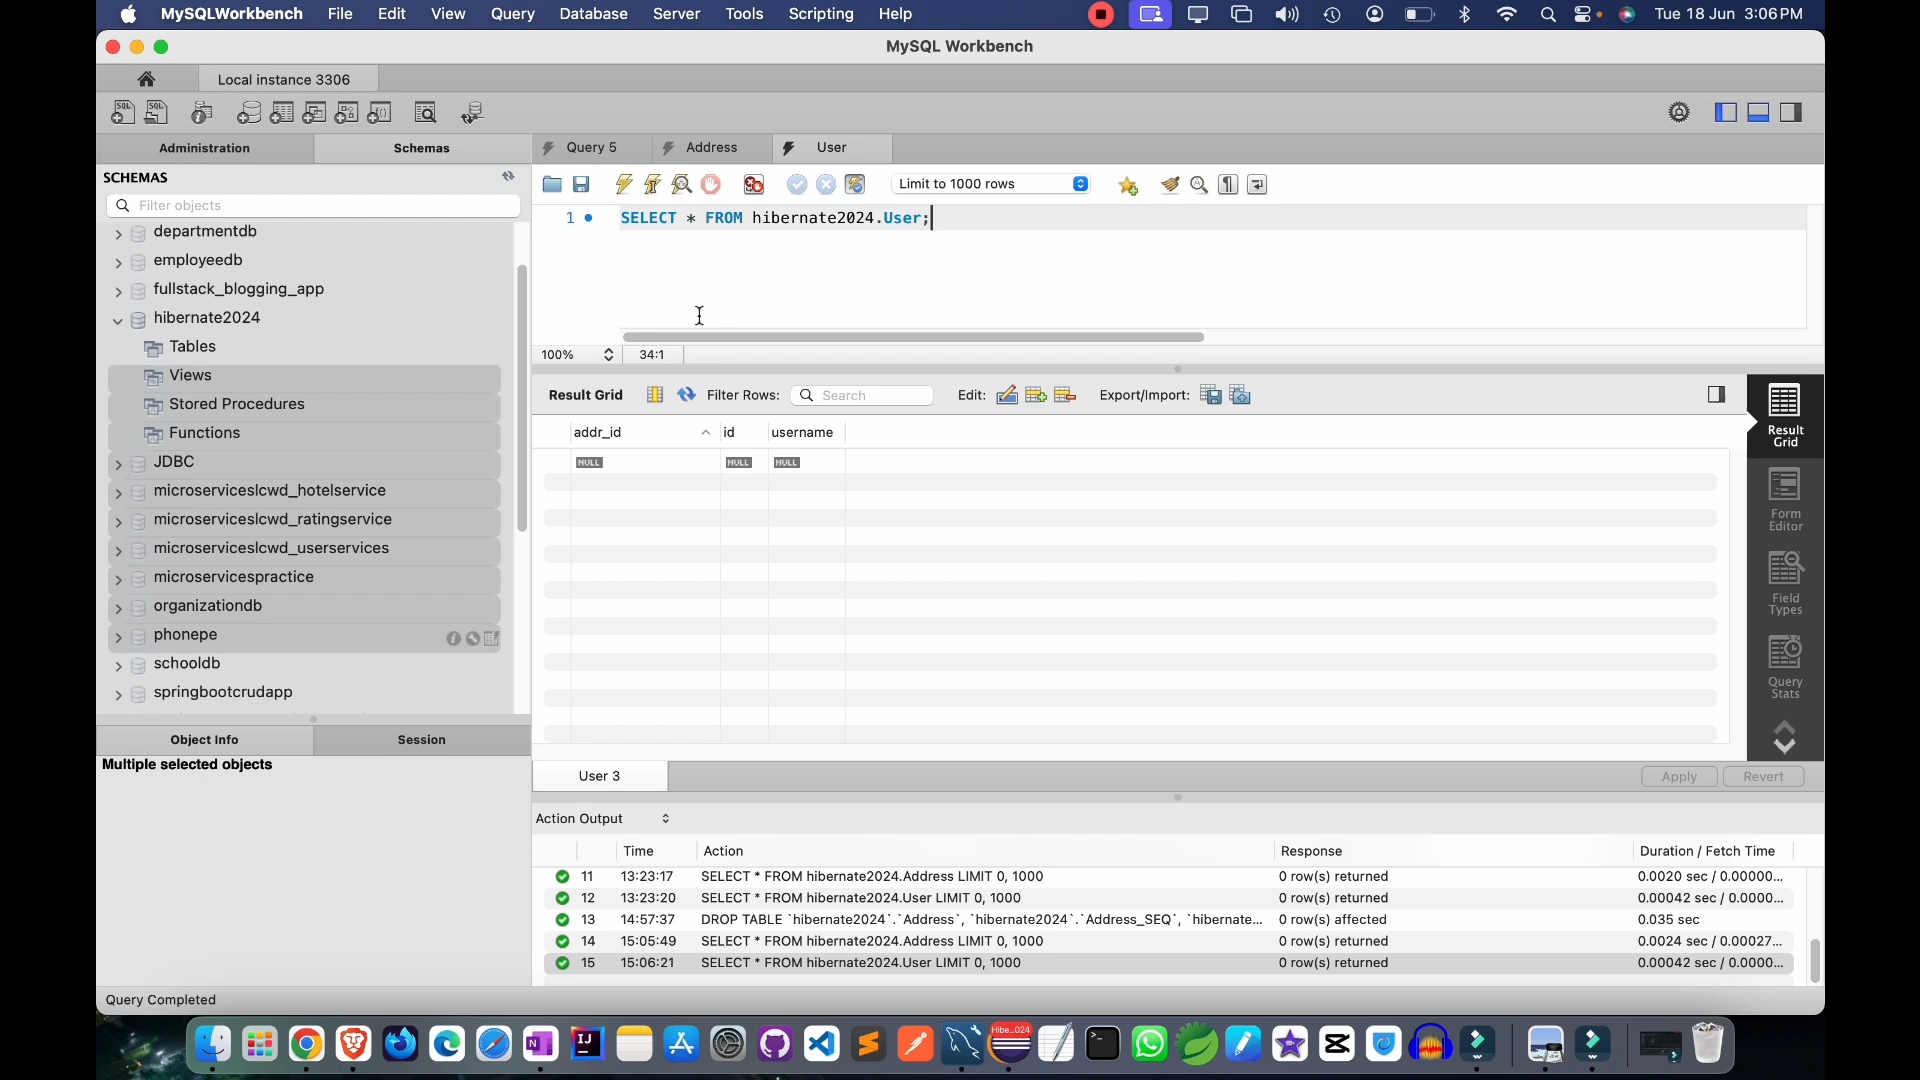 MySQLWorkbench File Edit View Query Database Server Tools Scripting Help Tue 18 Jun 3:06 PM
MySQL Workbench
Local instance 3306
Administration Schemas Query 5 Address User
SCHEMAS
Filter objects
Limit to 1000 rows
1 SELECT * FROM hibernate2024.User;
departmentdb
employeedb
fullstack_blogging_app
hibernate2024
Tables
Views
Stored Procedures
Functions
JDBC
microserviceslcwd_hotelservice
microserviceslcwd_ratingservice
microserviceslcwd_userservices
microservicespractice
organizationdb
phonepe
schooldb
springbootcrudapp
100% 34:1
Result Grid Filter Rows: Search Edit: Export/Import:
addr_id id username
NULL NULL NULL
Result Grid
Form Editor
Field Types
Query Stats
Object Info Session
Multiple selected objects
User 3 Apply Revert
Action Output
Time Action Response Duration / Fetch Time
11 13:23:17 SELECT * FROM hibernate2024.Address LIMIT 0, 1000 0 row(s) returned 0.0020 sec / 0.00000...
12 13:23:20 SELECT * FROM hibernate2024.User LIMIT 0, 1000 0 row(s) returned 0.00042 sec / 0.0000...
13 14:57:37 DROP TABLE `hibernate2024`.`Address`, `hibernate2024`.`Address_SEQ`, `hibernate... 0 row(s) affected 0.035 sec
14 15:05:49 SELECT * FROM hibernate2024.Address LIMIT 0, 1000 0 row(s) returned 0.0024 sec / 0.00027...
15 15:06:21 SELECT * FROM hibernate2024.User LIMIT 0, 1000 0 row(s) returned 0.00042 sec / 0.0000...
Query Completed
Hibe...024